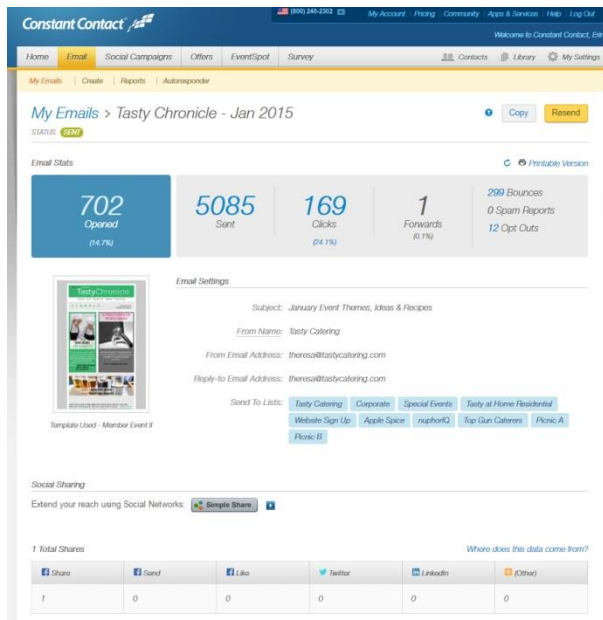 Constant Contact
(800) 240-2302
My Account | Pricing | Community | Apps & Services | Help | Log Out
Welcome to Constant Contact, Erin
Home Email Social Campaigns Offers EventSpot Survey Contacts Library My Settings
My Emails | Create | Reports | Autoresponder
My Emails > Tasty Chronicle - Jan 2015
Copy Resend
STATUS SENT
Email Stats
Printable Version
702 5085 169 1
Opened Sent Clicks Forwards
(14.7%) (24.1%) (0.1%)
299 Bounces
0 Spam Reports
12 Opt Outs
Email Settings
TastyChronicle
Subject: January Event Themes, Ideas & Recipes
From Name: Tasty Catering
From Email Address: theresa@tastycatering.com
Reply-to Email Address: theresa@tastycatering.com
Send To Lists: Tasty Catering Corporate Special Events Tasty at Home Residential
Website Sign Up Apple Spice nuphoriQ Top Gun Caterers Picnic A
Picnic B
Template Used - Member Event II
Social Sharing
Extend your reach using Social Networks: Simple Share
1 Total Shares
Where does this data come from?
Share Send Like Twitter LinkedIn (Other)
1 0 0 0 0 0